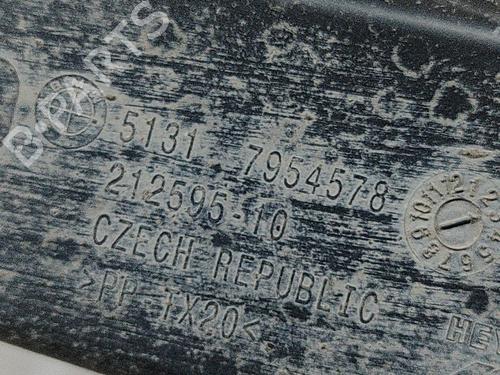 B-PARTS
5131 7954578
212595-10
CZECH REPUBLIC
>PP TX20<